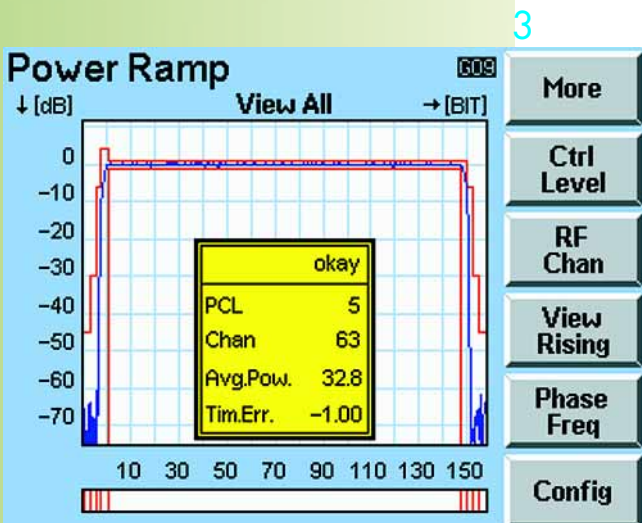 3
Power Ramp G09
↓ [dB] View All → [BIT]
0
−10
−20
−30
−40
−50
−60
−70
okay
PCL 5
Chan 63
Avg.Pow. 32.8
Tim.Err. −1.00
10 30 50 70 90 110 130 150
More
Ctrl
Level
RF
Chan
View
Rising
Phase
Freq
Config